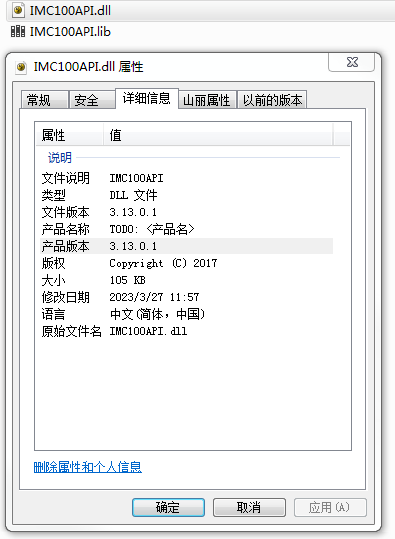 IMC100API.dll
IMC100API.lib
IMC100API.dll 属性
常规 安全 详细信息 山丽属性 以前的版本
属性 值
说明
文件说明 IMC100API
类型 DLL 文件
文件版本 3.13.0.1
产品名称 TODO: <产品名>
产品版本 3.13.0.1
版权 Copyright (C) 2017
大小 105 KB
修改日期 2023/3/27 11:57
语言 中文(简体，中国)
原始文件名 IMC100API.dll
删除属性和个人信息
确定 取消 应用(A)